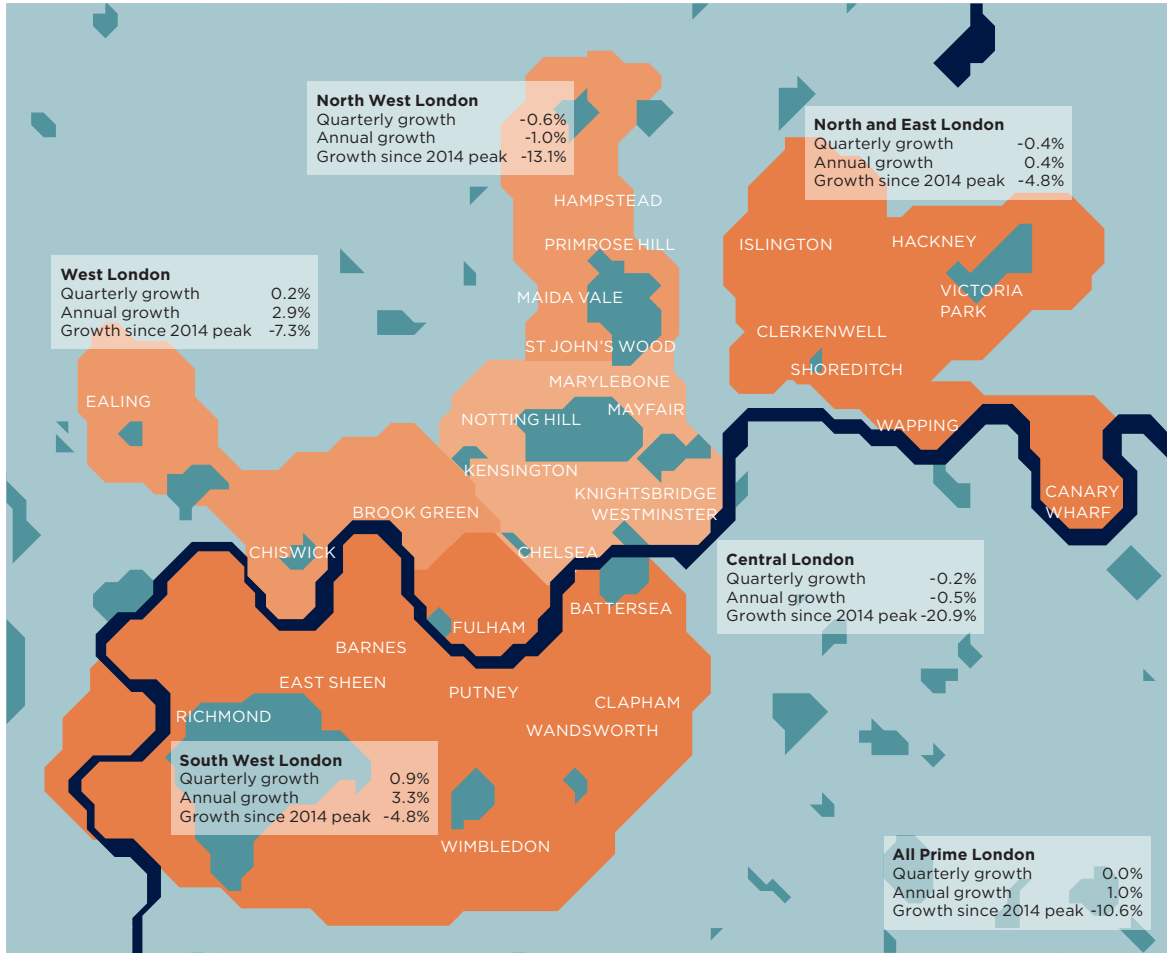 North West London
Quarterly growth -0.6%
Annual growth -1.0%
Growth since 2014 peak -13.1%
North and East London
Quarterly growth -0.4%
Annual growth 0.4%
Growth since 2014 peak -4.8%
HAMPSTEAD
PRIMROSE HILL
ISLINGTON
HACKNEY
West London
Quarterly growth 0.2%
Annual growth 2.9%
Growth since 2014 peak -7.3%
MAIDA VALE
VICTORIA
PARK
CLERKENWELL
ST JOHN'S WOOD
SHOREDITCH
MARYLEBONE
EALING
MAYFAIR
NOTTING HILL
WAPPING
KENSINGTON
KNIGHTSBRIDGE
WESTMINSTER
CANARY
WHARF
BROOK GREEN
CHISWICK
CHELSEA
Central London
Quarterly growth -0.2%
Annual growth -0.5%
Growth since 2014 peak -20.9%
BATTERSEA
FULHAM
BARNES
EAST SHEEN
PUTNEY
CLAPHAM
RICHMOND
WANDSWORTH
South West London
Quarterly growth 0.9%
Annual growth 3.3%
Growth since 2014 peak -4.8%
WIMBLEDON
All Prime London
Quarterly growth 0.0%
Annual growth 1.0%
Growth since 2014 peak -10.6%